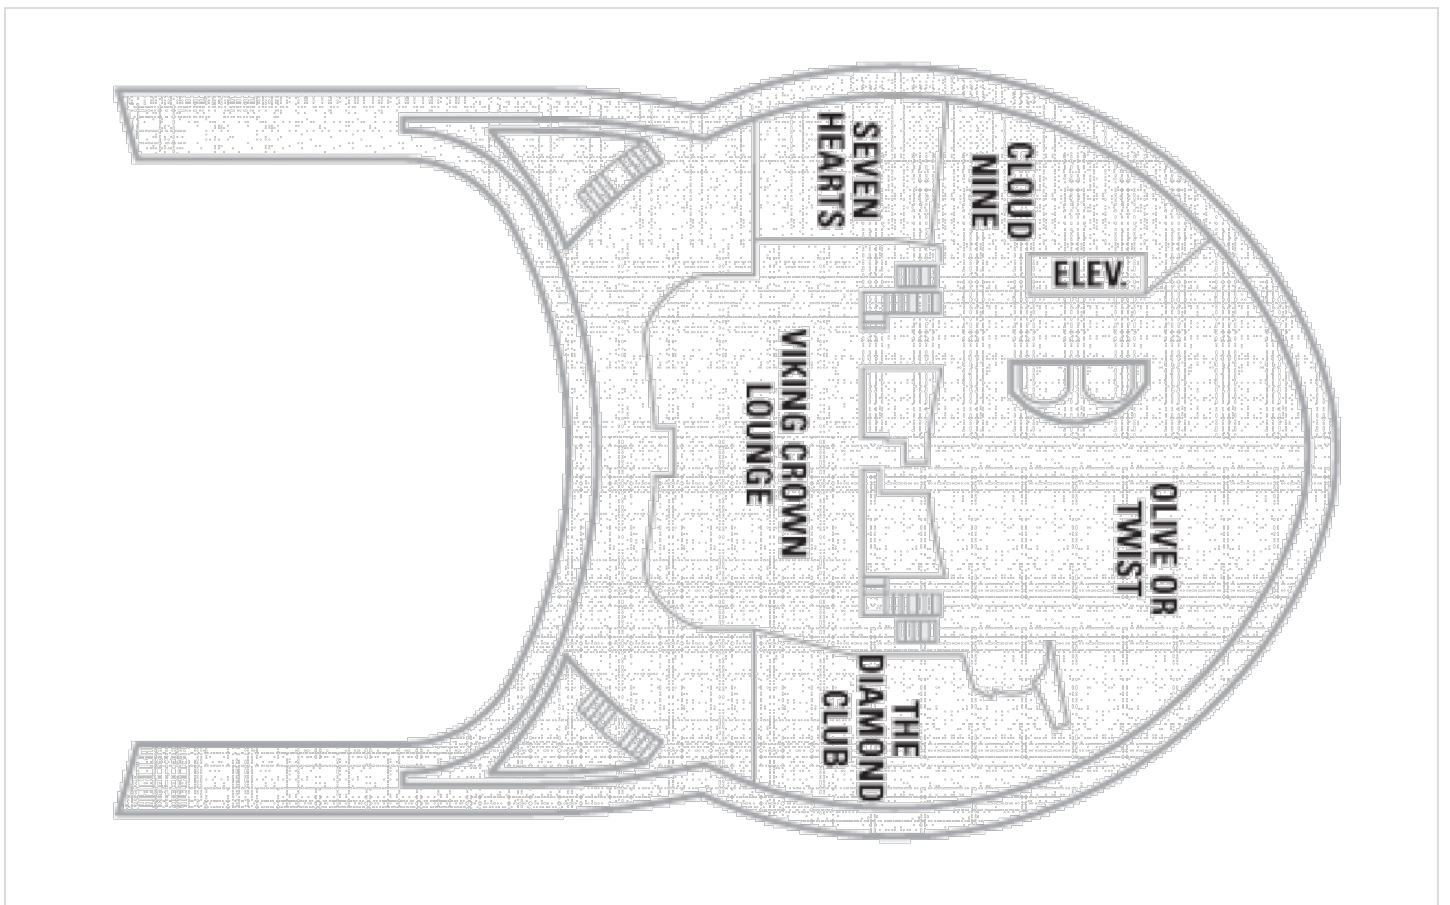 SEVEN
HEARTS
CLOUD
NINE
ELEV.
VIKING CROWN
LOUNGE
OLIVE OR
TWIST
THE
DIAMOND
CLUB